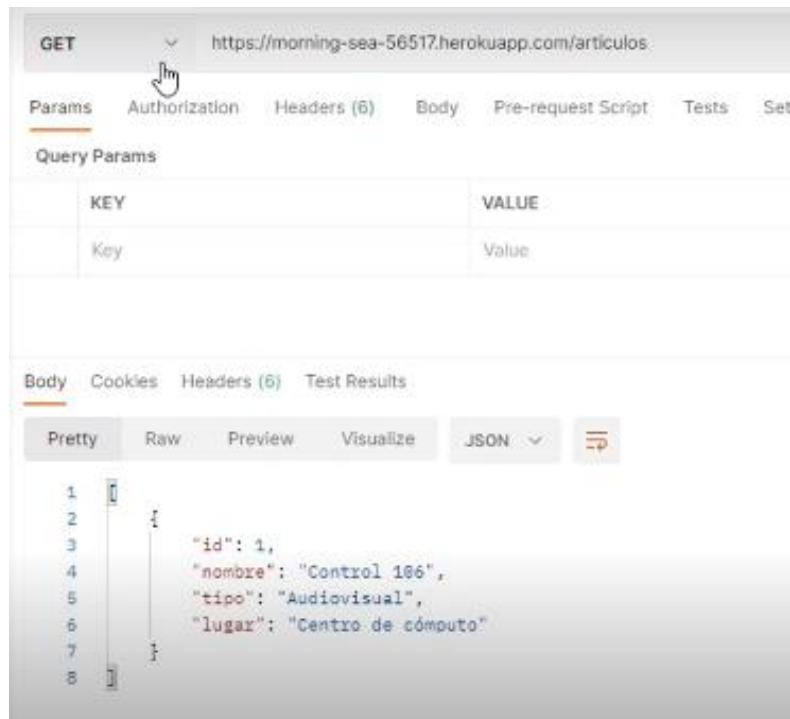 GET https://morning-sea-56517.herokuapp.com/articulos
Params Authorization Headers (6) Body Pre-request Script Tests Set
Query Params
KEY VALUE
Key Value
Body Cookies Headers (6) Test Results
Pretty Raw Preview Visualize JSON
1 [
2 {
3 "id": 1,
4 "nombre": "Control 106",
5 "tipo": "Audiovisual",
6 "lugar": "Centro de cómputo"
7 }
8 ]